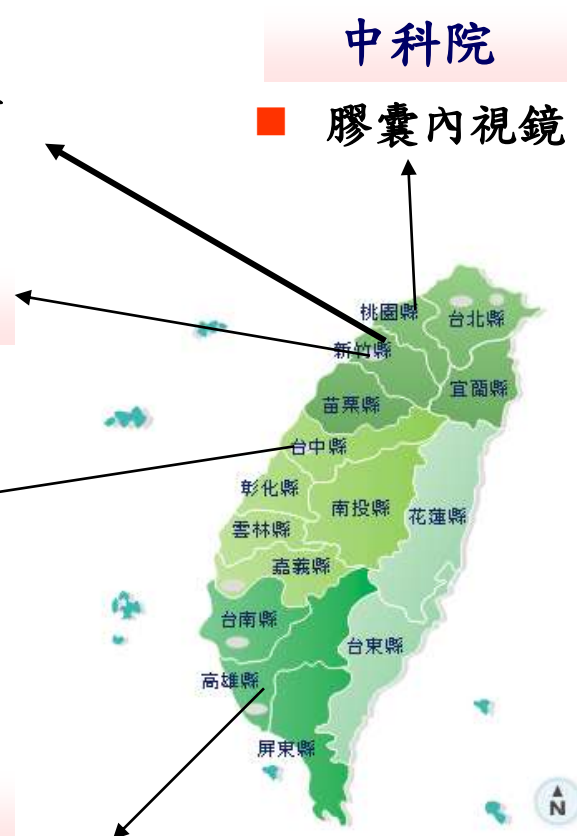 中科院
■ 膠囊內視鏡
桃園縣
台北縣
新竹縣
宜蘭縣
苗栗縣
台中縣
彰化縣
南投縣
花蓮縣
雲林縣
嘉義縣
台南縣
台東縣
高雄縣
屏東縣
N